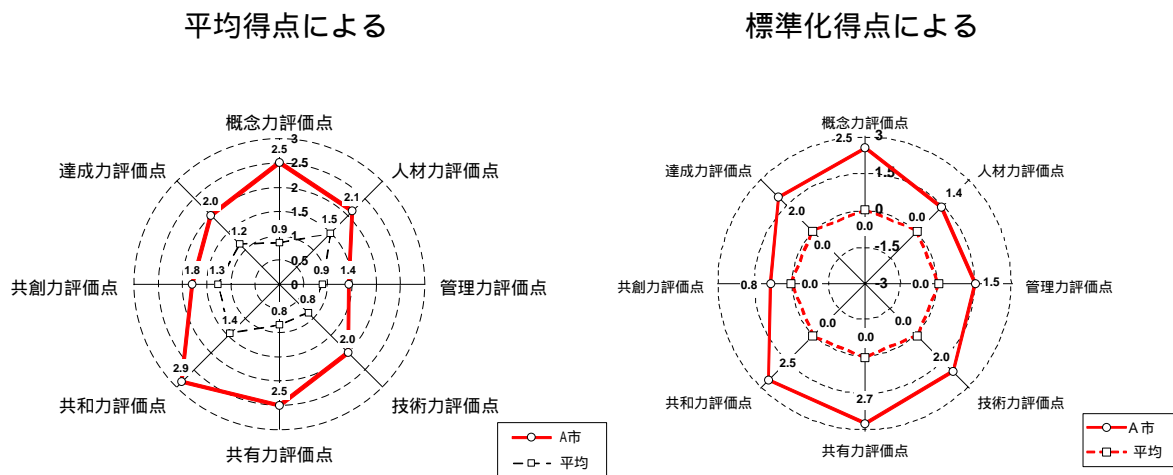 平均得点による
標準化得点による
概念力評価点
3
2.5
2.5
達成力評価点
人材力評価点
2
2.0
2.1
1.5
1.5
1.2
0.9
1
共創力評価点
1.8
1.3
0.5
0.9
1.4
管理力評価点
0
0.8
0.8
1.4
2.0
2.9
2.5
共和力評価点
技術力評価点
共有力評価点
A市
平均
概念力評価点
2.5
3
達成力評価点
人材力評価点
1.5
1.4
2.0
0
0.0
0.0
0.0
-1.5
共創力評価点
0.8
0.0
-3
0.0
1.5
管理力評価点
0.0
0.0
0.0
2.5
2.0
2.7
共和力評価点
技術力評価点
共有力評価点
A市
平均